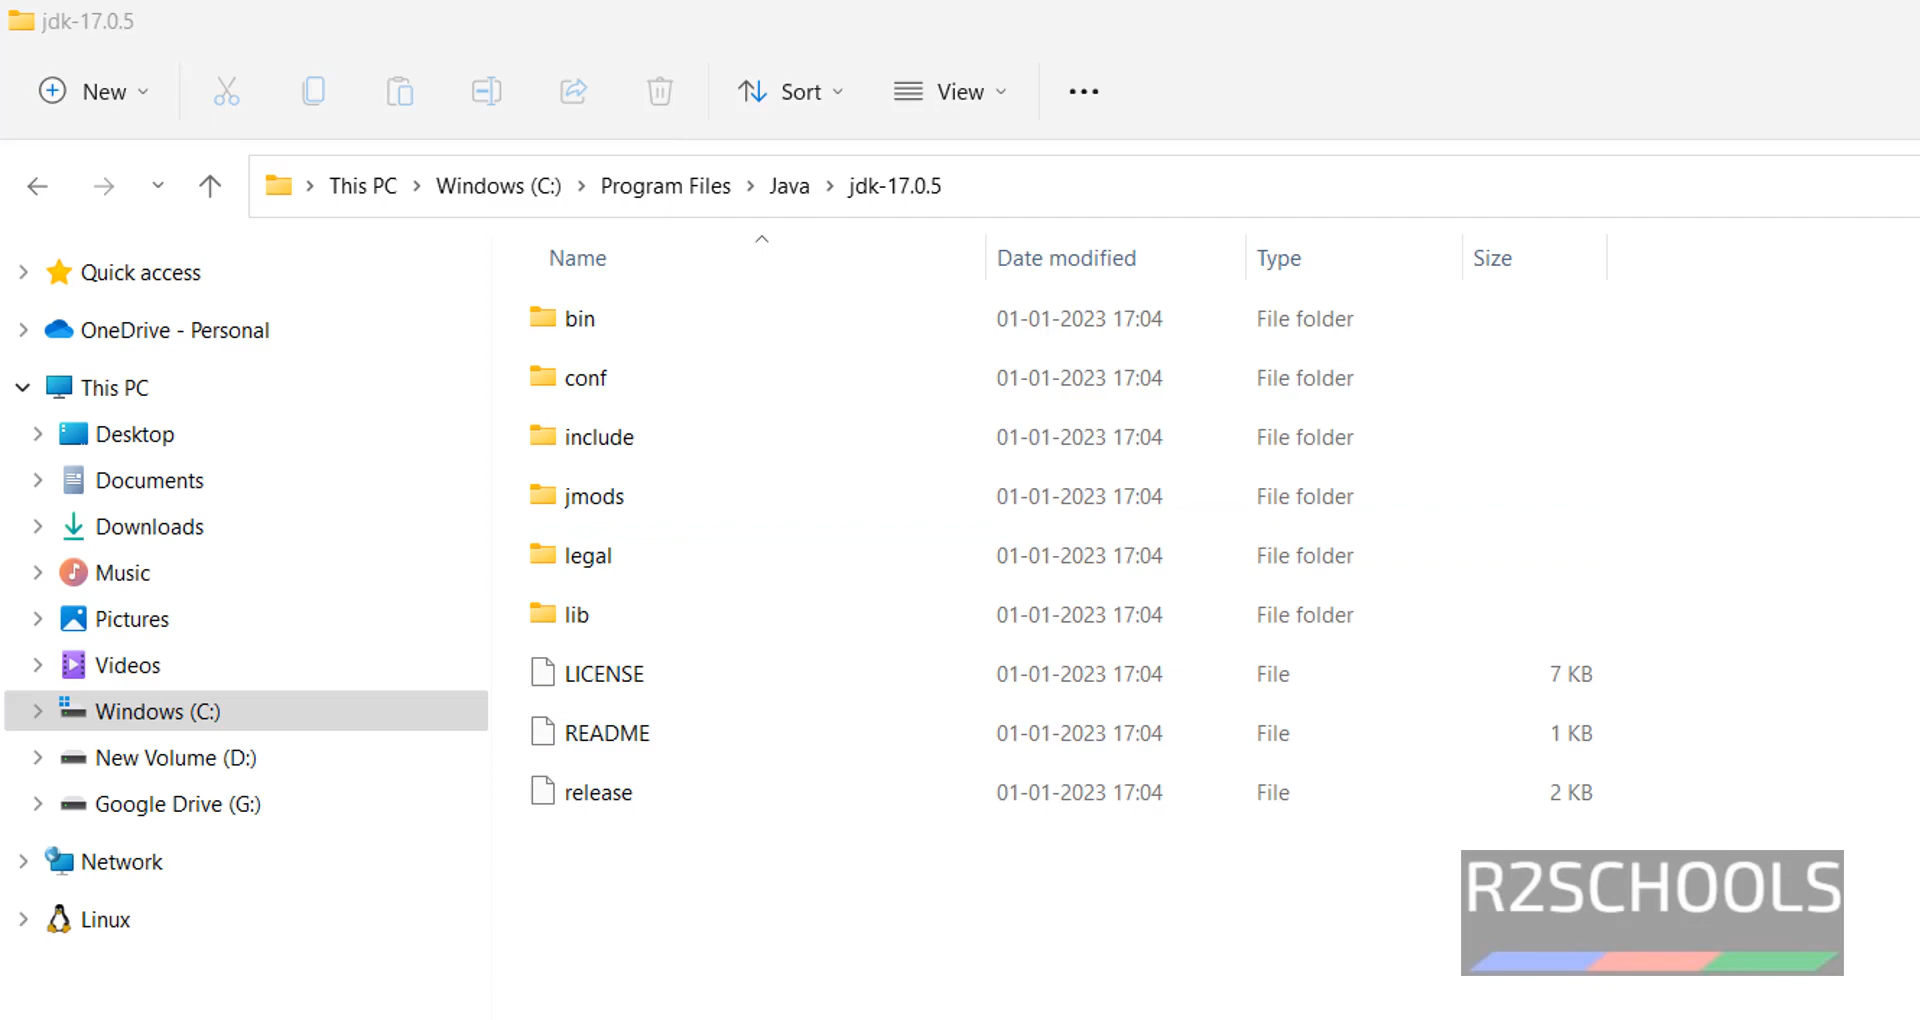 jdk-17.0.5
New Sort View
This PC Windows (C:) Program Files Java jdk-17.0.5
Name Date modified Type Size
Quick access
OneDrive - Personal
This PC
Desktop
Documents
Downloads
Music
Pictures
Videos
Windows (C:)
New Volume (D:)
Google Drive (G:)
Network
Linux
bin 01-01-2023 17:04 File folder
conf 01-01-2023 17:04 File folder
include 01-01-2023 17:04 File folder
jmods 01-01-2023 17:04 File folder
legal 01-01-2023 17:04 File folder
lib 01-01-2023 17:04 File folder
LICENSE 01-01-2023 17:04 File 7 KB
README 01-01-2023 17:04 File 1 KB
release 01-01-2023 17:04 File 2 KB
R2SCHOOLS